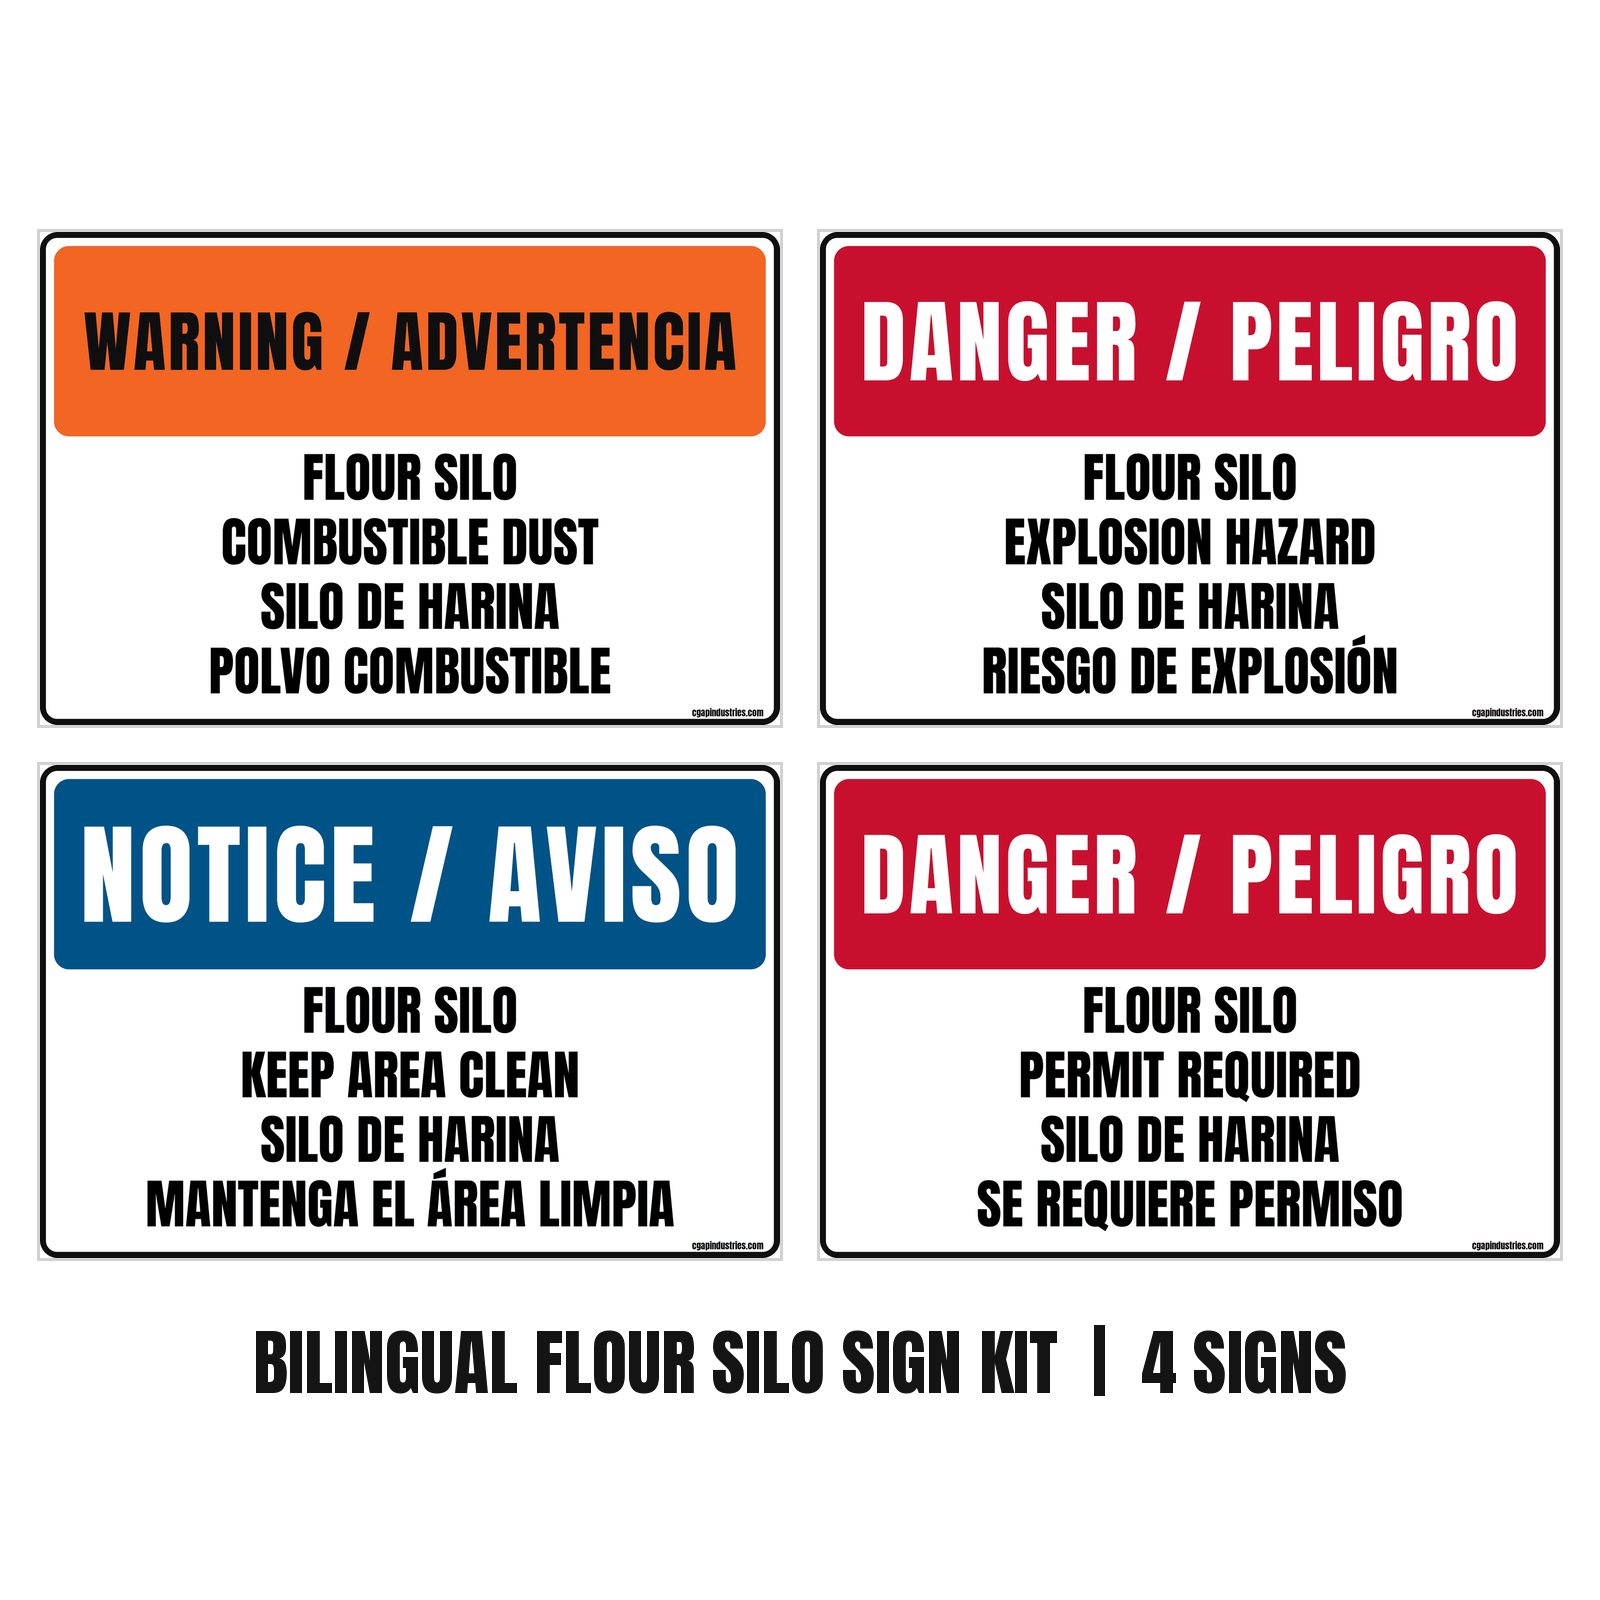 WARNING / ADVERTENCIA
FLOUR SILO
COMBUSTIBLE DUST
SILO DE HARINA
POLVO COMBUSTIBLE
cgapindustries.com
DANGER / PELIGRO
FLOUR SILO
EXPLOSION HAZARD
SILO DE HARINA
RIESGO DE EXPLOSIÓN
cgapindustries.com
NOTICE / AVISO
FLOUR SILO
KEEP AREA CLEAN
SILO DE HARINA
MANTENGA EL ÁREA LIMPIA
cgapindustries.com
DANGER / PELIGRO
FLOUR SILO
PERMIT REQUIRED
SILO DE HARINA
SE REQUIERE PERMISO
cgapindustries.com
BILINGUAL FLOUR SILO SIGN KIT | 4 SIGNS